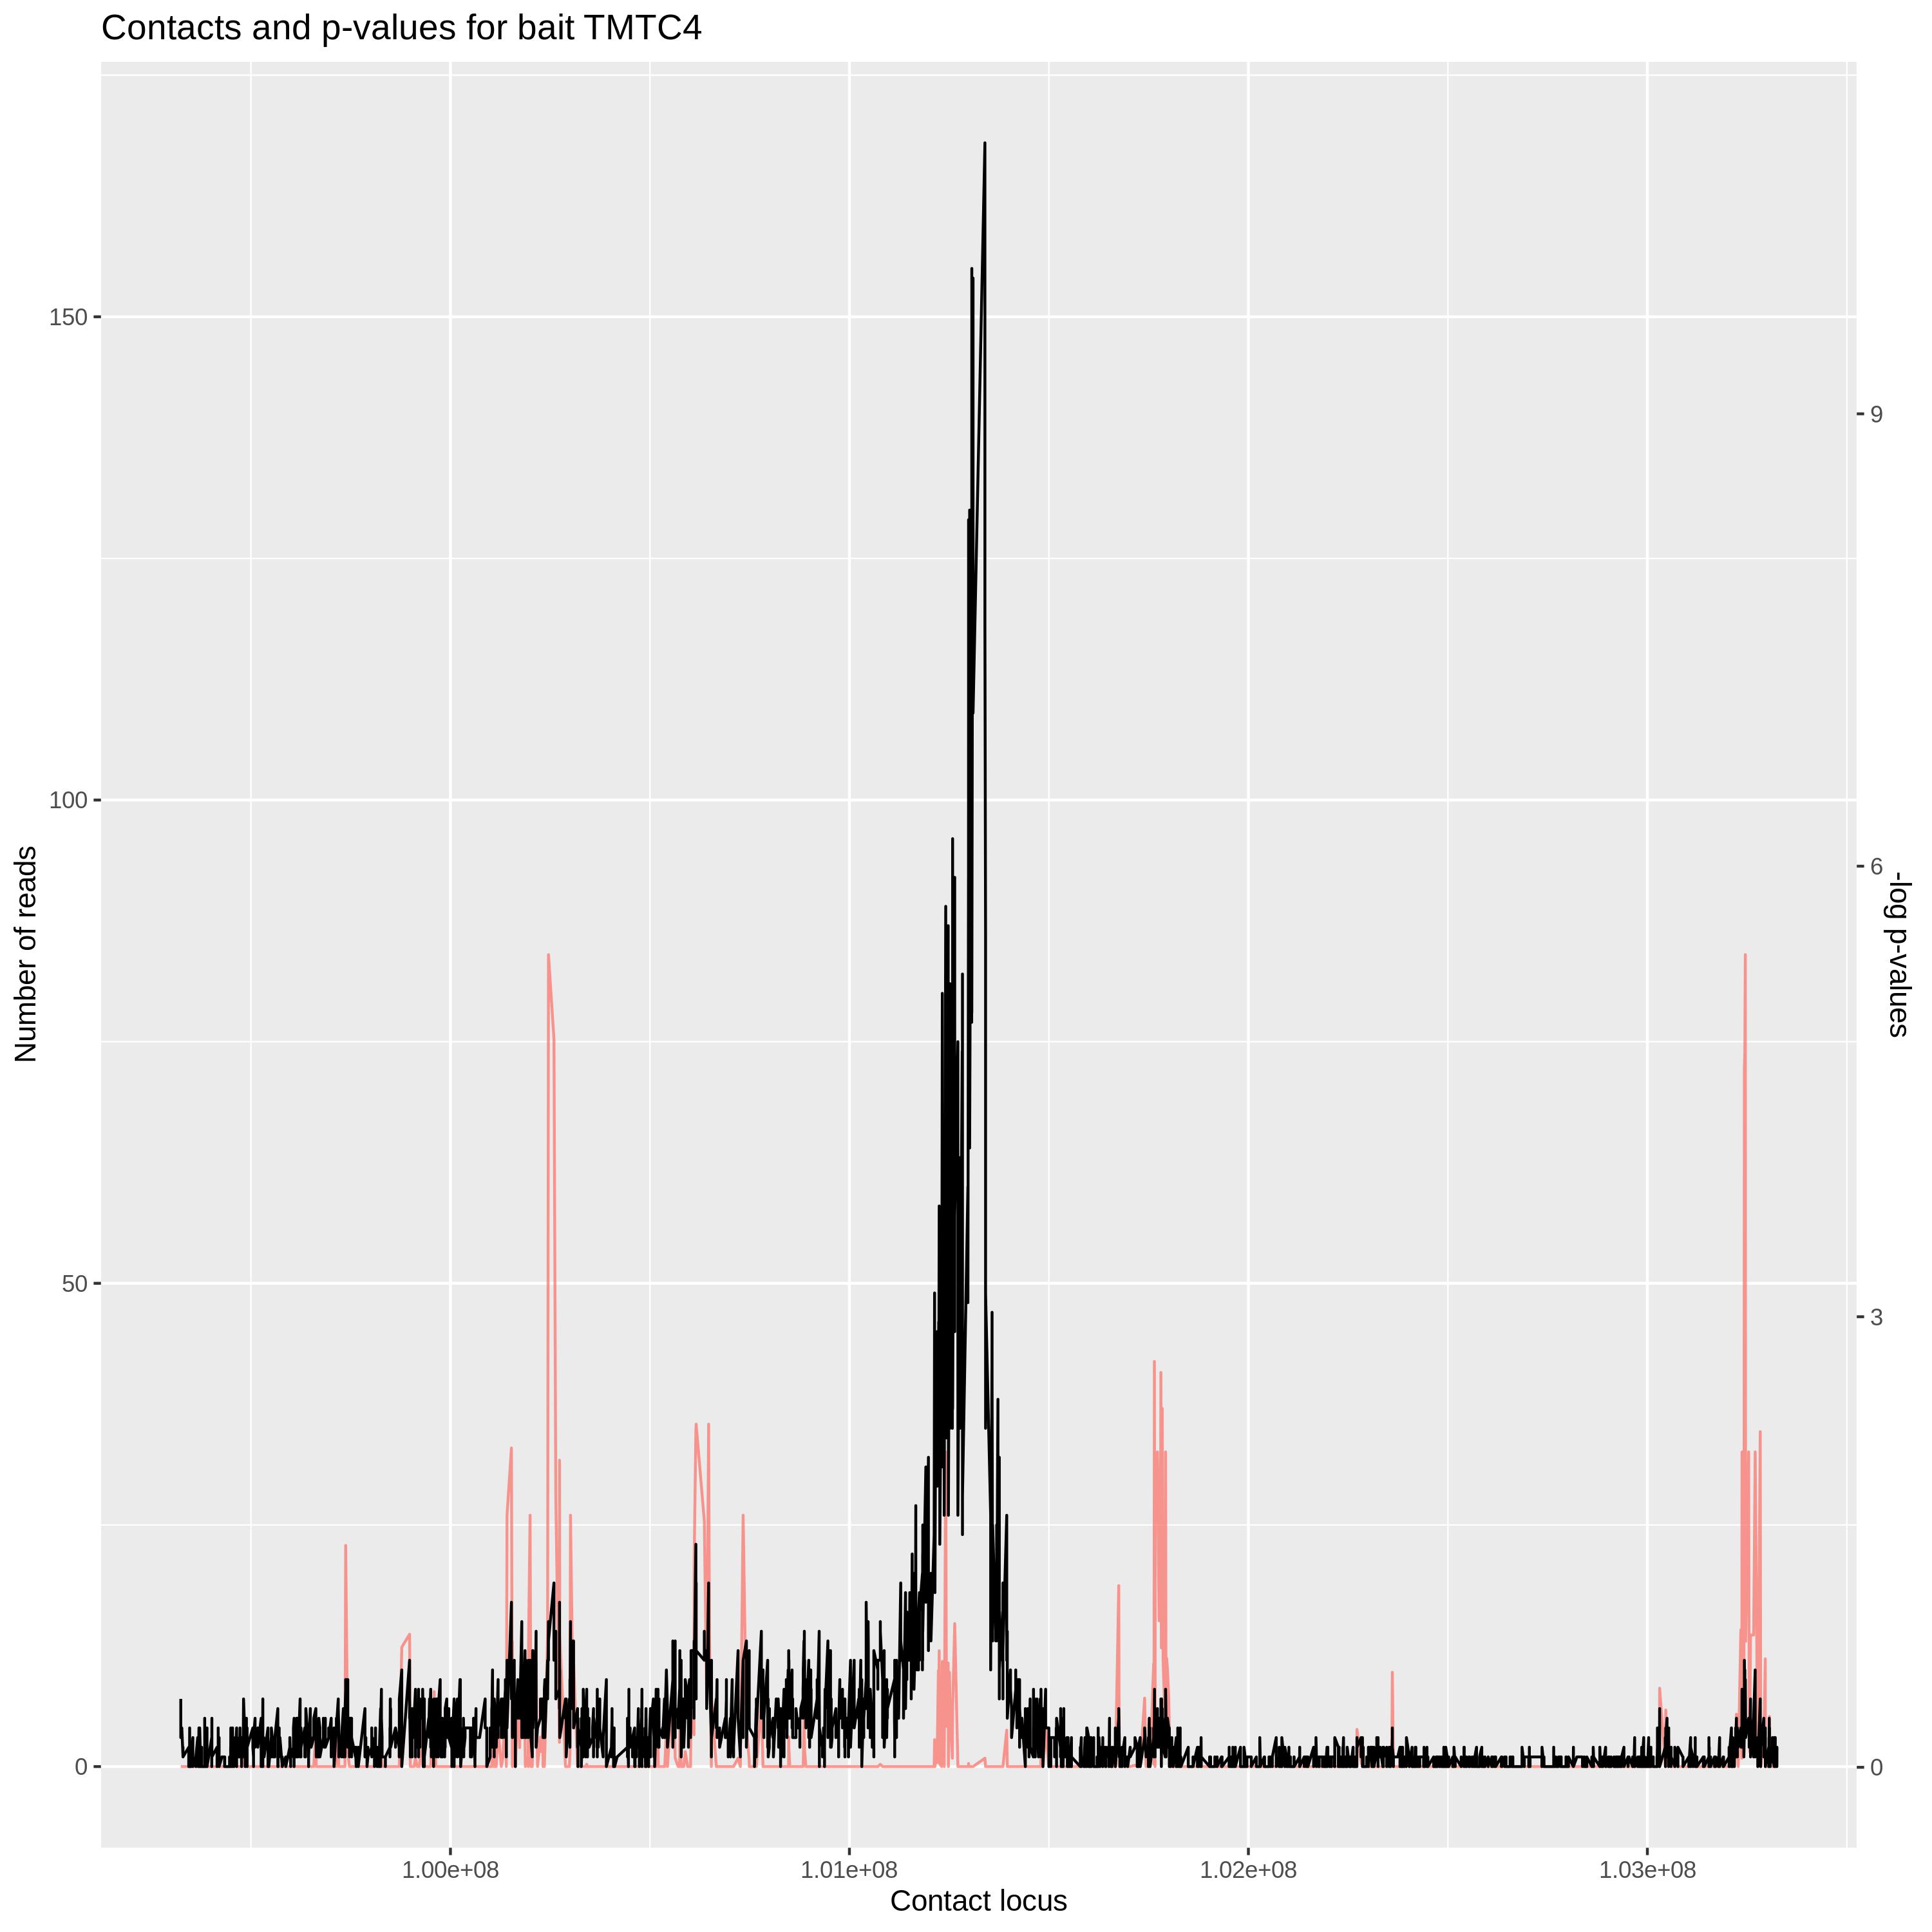 Contacts and p-values for bait TMTC4
150
100
50
0
Number of reads
9
6
3
0
-log p-values
1.00e+08
1.01e+08
1.02e+08
1.03e+08
Contact locus